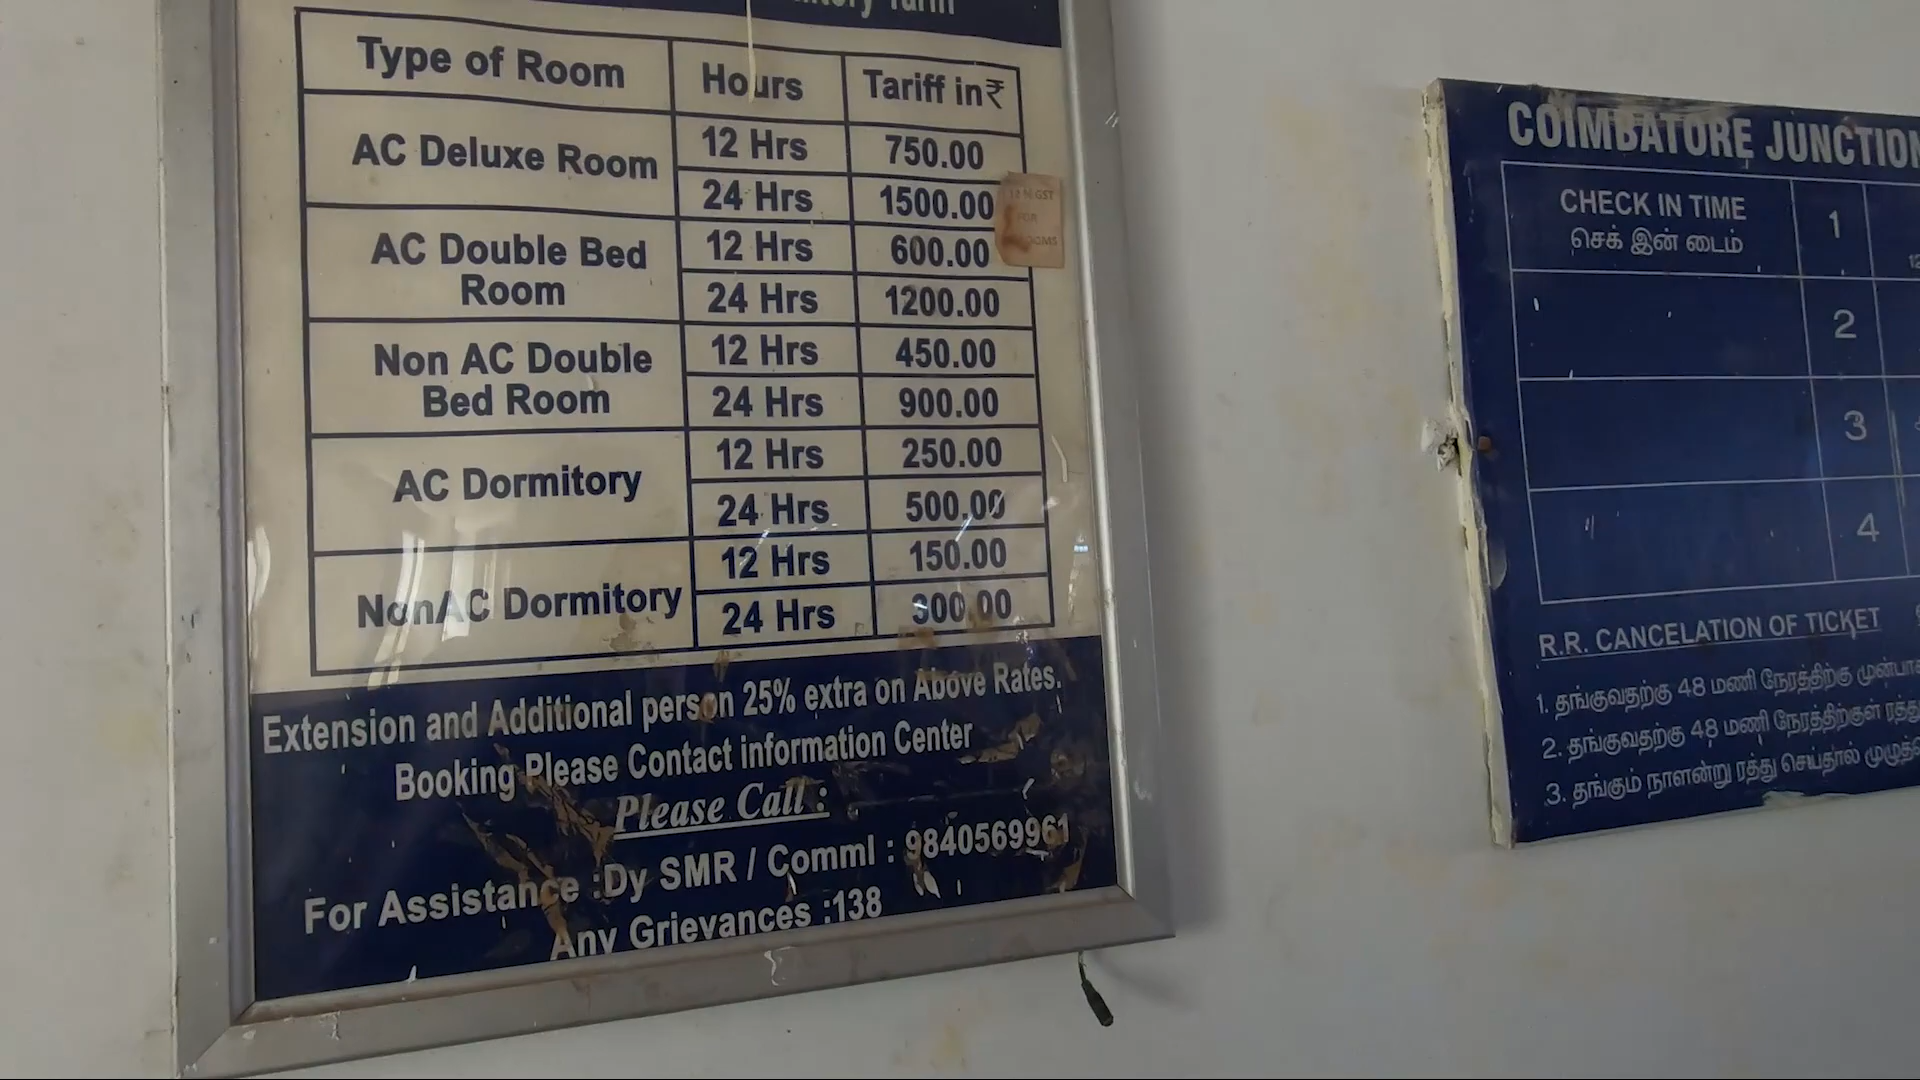 Type of Room Hours Tariff in₹
AC Deluxe Room 12 Hrs 750.00
24 Hrs 1500.00
AC Double Bed Room 12 Hrs 600.00
24 Hrs 1200.00
Non AC Double Bed Room 12 Hrs 450.00
24 Hrs 900.00
AC Dormitory 12 Hrs 250.00
24 Hrs 500.00
NonAC Dormitory 12 Hrs 150.00
24 Hrs 300.00
GST
FOR
Extension and Additional person 25% extra on Above Rates.
Booking Please Contact information Center
Please Call :
For Assistance :Dy SMR / Comml : 9840569961
Any Grievances :138
COIMBATORE JUNCTION
CHECK IN TIME 1
செக் இன் டைம்
2
3
4
R.R. CANCELATION OF TICKET
1. தங்குவதற்கு 48 மணி நேரத்திற்கு
2. தங்குவதற்கு 48 மணி நேரத்திற்குள்
3. தங்கும் நாளன்று ரத்து செய்தால்